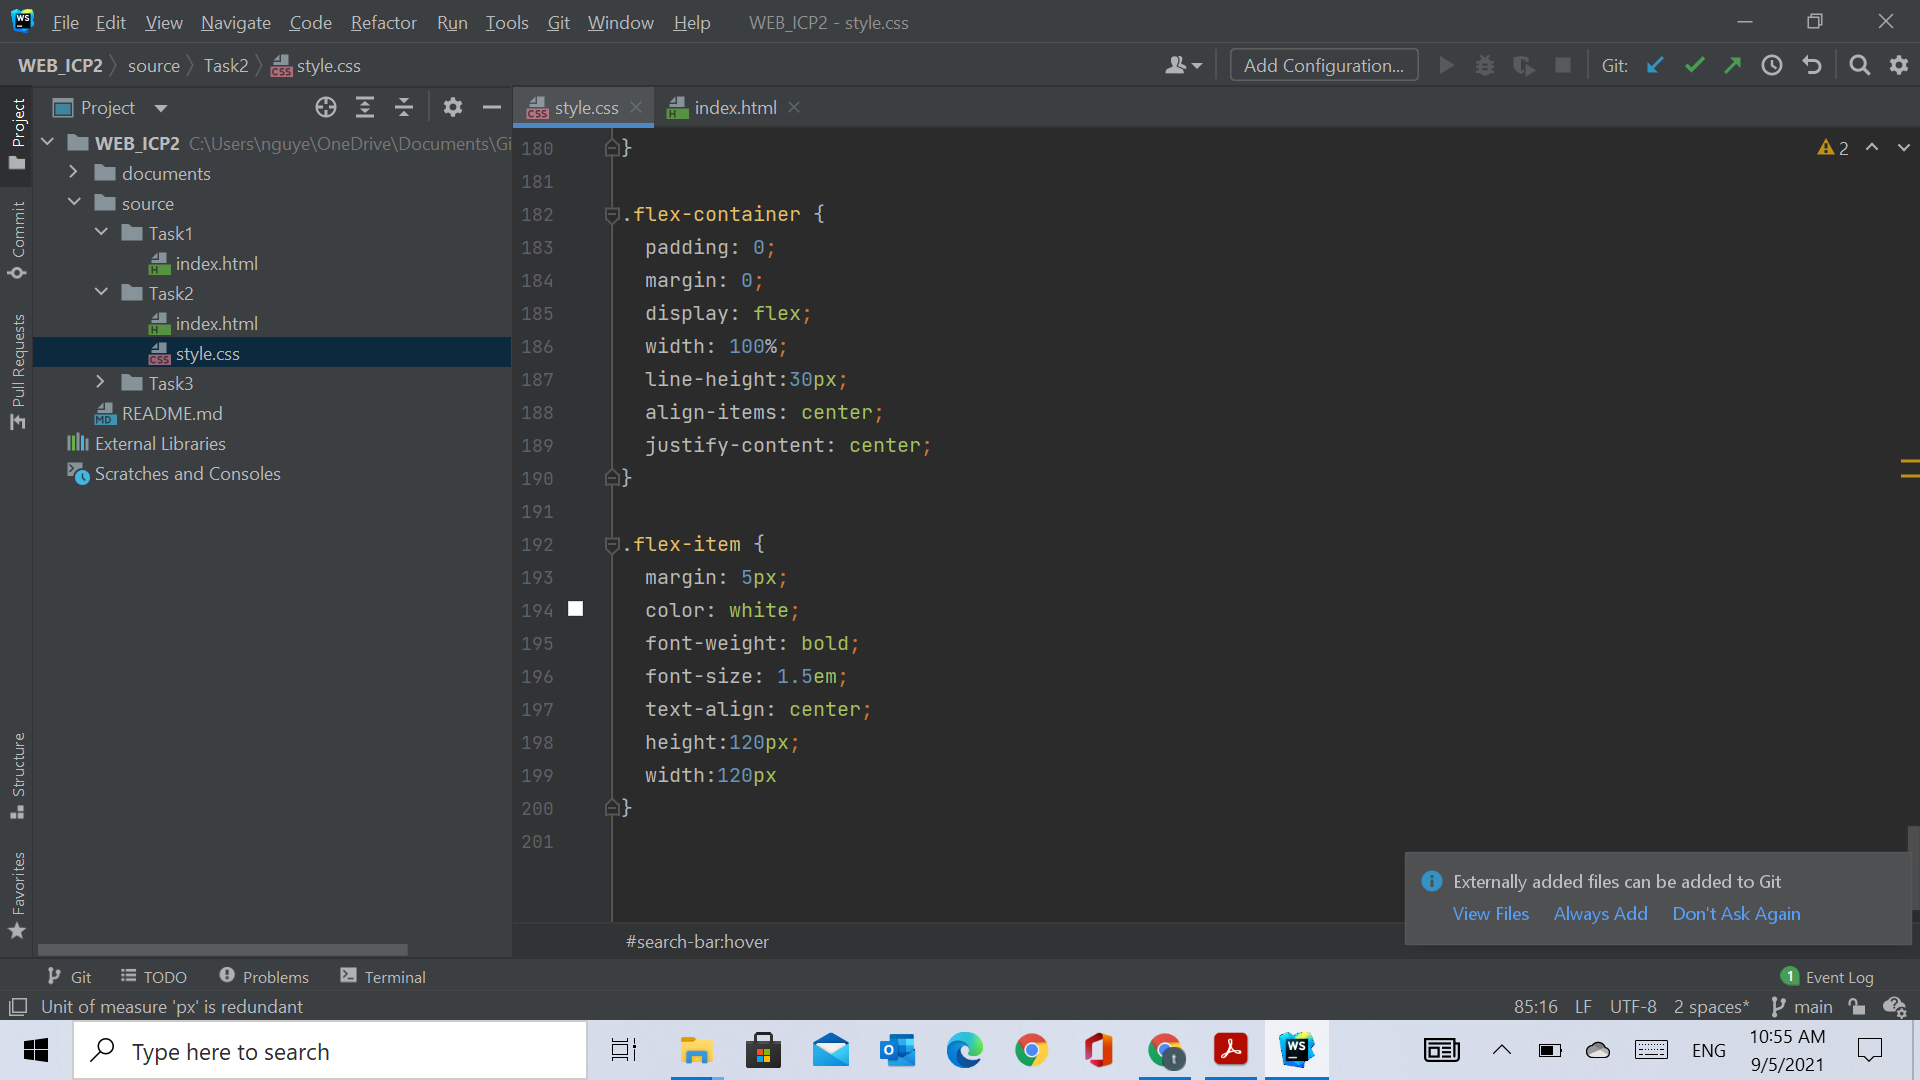 File Edit View Navigate Code Refactor Run Tools Git Window Help WEB_ICP2 - style.css
WEB_ICP2 source Task2 style.css Add Configuration... Git:
Project style.css index.html
WEB_ICP2 C:\Users\nguye\OneDrive\Documents\Gi
documents
source
Task1
index.html
Task2
index.html
style.css
Task3
README.md
External Libraries
Scratches and Consoles
Project
Commit
Pull Requests
Structure
Favorites
2
180 }
181
182 .flex-container {
183 padding: 0;
184 margin: 0;
185 display: flex;
186 width: 100%;
187 line-height:30px;
188 align-items: center;
189 justify-content: center;
190 }
191
192 .flex-item {
193 margin: 5px;
194 color: white;
195 font-weight: bold;
196 font-size: 1.5em;
197 text-align: center;
198 height:120px;
199 width:120px
200 }
201
Externally added files can be added to Git
View Files Always Add Don't Ask Again
#search-bar:hover
Git TODO Problems Terminal 1 Event Log
Unit of measure 'px' is redundant 85:16 LF UTF-8 2 spaces* main
Type here to search ENG 10:55 AM
9/5/2021